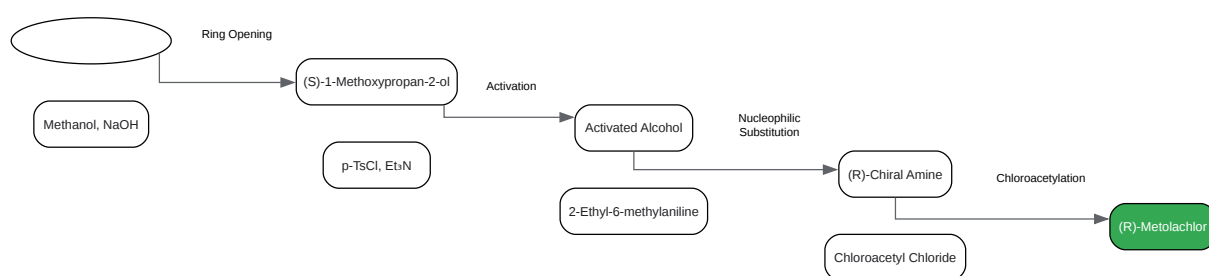 Ring Opening
Methanol, NaOH
(S)-1-Methoxypropan-2-ol
Activation
p-TsCl, Et₃N
Activated Alcohol
Nucleophilic
Substitution
2-Ethyl-6-methylaniline
(R)-Chiral Amine
Chloroacetylation
Chloroacetyl Chloride
(R)-Metolachlor